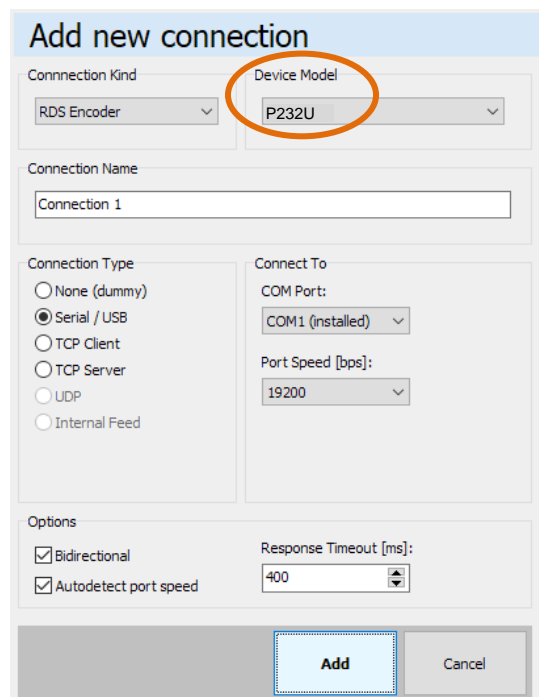 Add new connection
Connnection Kind
Device Model
RDS Encoder
P232U
Connection Name
Connection 1
Connection Type
Connect To
None (dummy)
COM Port:
Serial / USB
COM1 (installed)
TCP Client
TCP Server
Port Speed [bps]:
UDP
19200
Internal Feed
Options
Bidirectional
Response Timeout [ms]:
Autodetect port speed
400
Add
Cancel